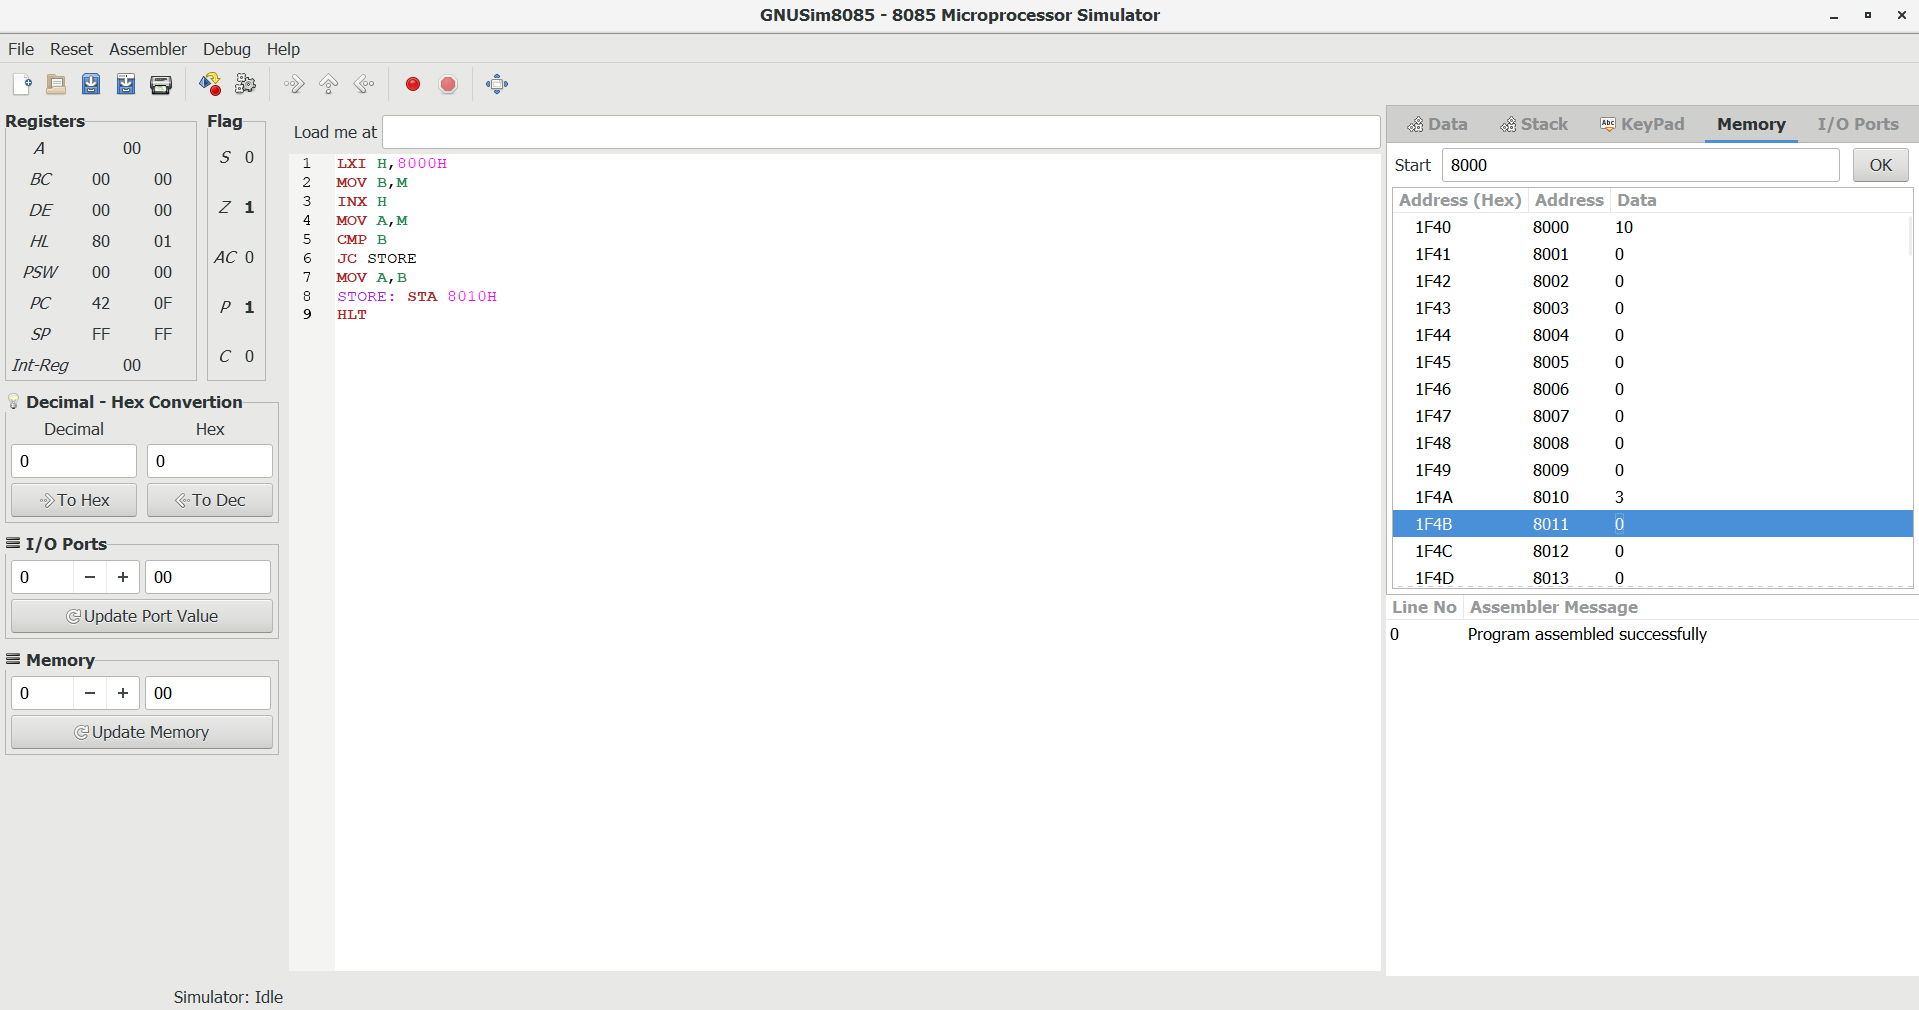 GNUSim8085 - 8085 Microprocessor Simulator
File Reset Assembler Debug Help
Registers
A 00
BC 00 00
DE 00 00
HL 80 01
PSW 00 00
PC 42 0F
SP FF FF
Int-Reg 00
Flag
S 0
Z 1
AC 0
P 1
C 0
Decimal - Hex Convertion
Decimal Hex
0 0
To Hex To Dec
I/O Ports
0 − + 00
Update Port Value
Memory
0 − + 00
Update Memory
Load me at
1 LXI H,8000H
2 MOV B,M
3 INX H
4 MOV A,M
5 CMP B
6 JC STORE
7 MOV A,B
8 STORE: STA 8010H
9 HLT
Data Stack Abc KeyPad Memory I/O Ports
Start 8000 OK
Address (Hex) Address Data
1F40 8000 10
1F41 8001 0
1F42 8002 0
1F43 8003 0
1F44 8004 0
1F45 8005 0
1F46 8006 0
1F47 8007 0
1F48 8008 0
1F49 8009 0
1F4A 8010 3
1F4B 8011 0
1F4C 8012 0
1F4D 8013 0
Line No Assembler Message
0 Program assembled successfully
Simulator: Idle